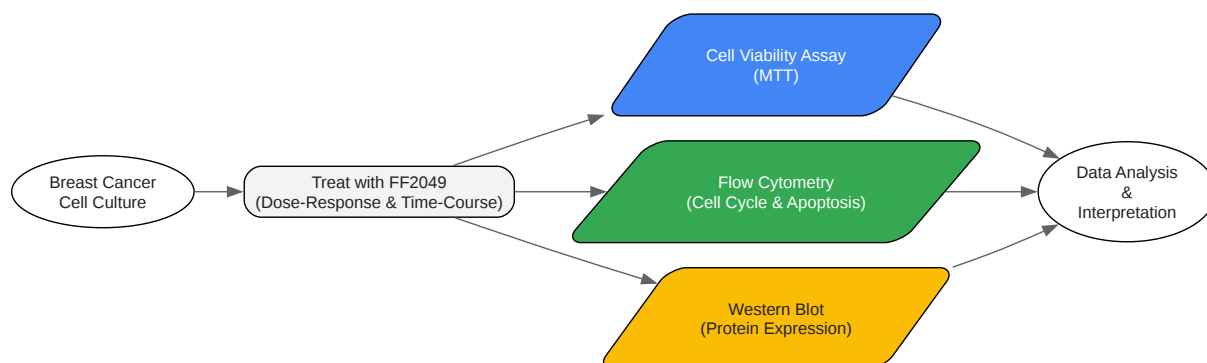 Breast Cancer
Cell Culture
Treat with FF2049
(Dose-Response & Time-Course)
Cell Viability Assay
(MTT)
Flow Cytometry
(Cell Cycle & Apoptosis)
Western Blot
(Protein Expression)
Data Analysis
&
Interpretation